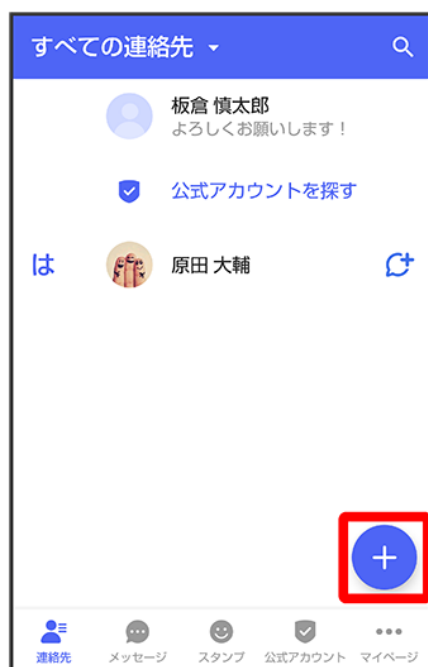 すべての連絡先
板倉 慎太郎
よろしくお願いします！
公式アカウントを探す
は
原田 大輔
連絡先
メッセージ
スタンプ
公式アカウント
マイページ